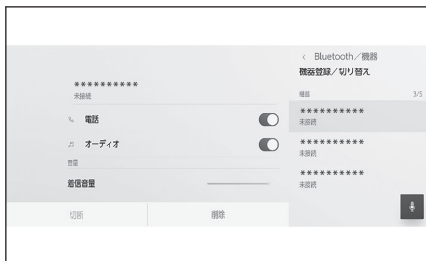 **********
未接続
電話
オーディオ
音量
着信音量
切断
削除
< Bluetooth/機器
機器登録/切り替え
機器 3/5
**********
未接続
**********
未接続
**********
未接続